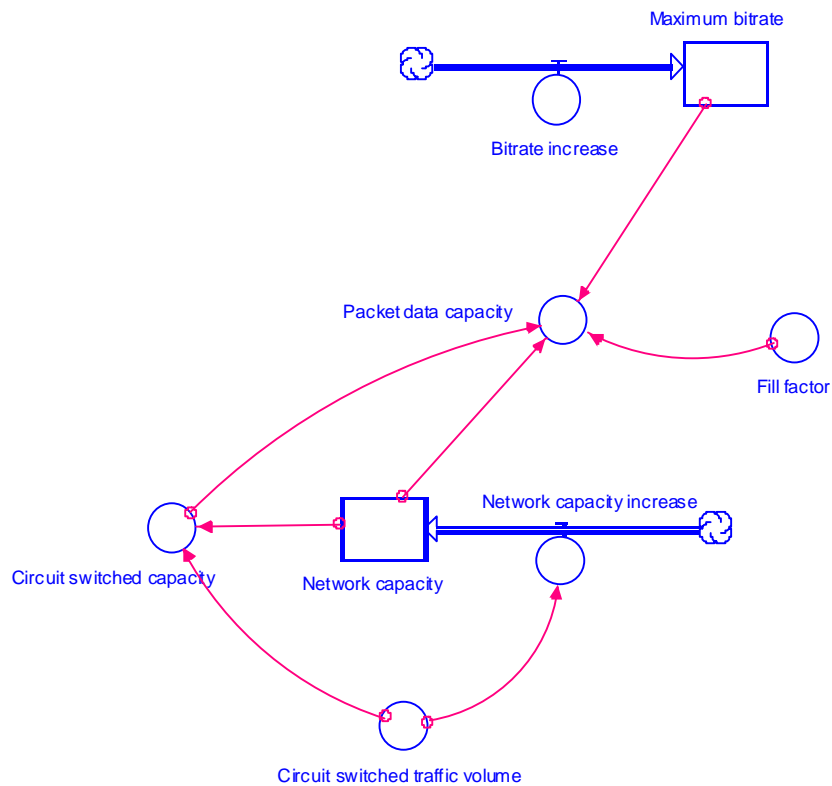 Maximum bitrate
Bitrate increase
Packet data capacity
Fill factor
Network capacity increase
Circuit switched capacity
Network capacity
Circuit switched traffic volume